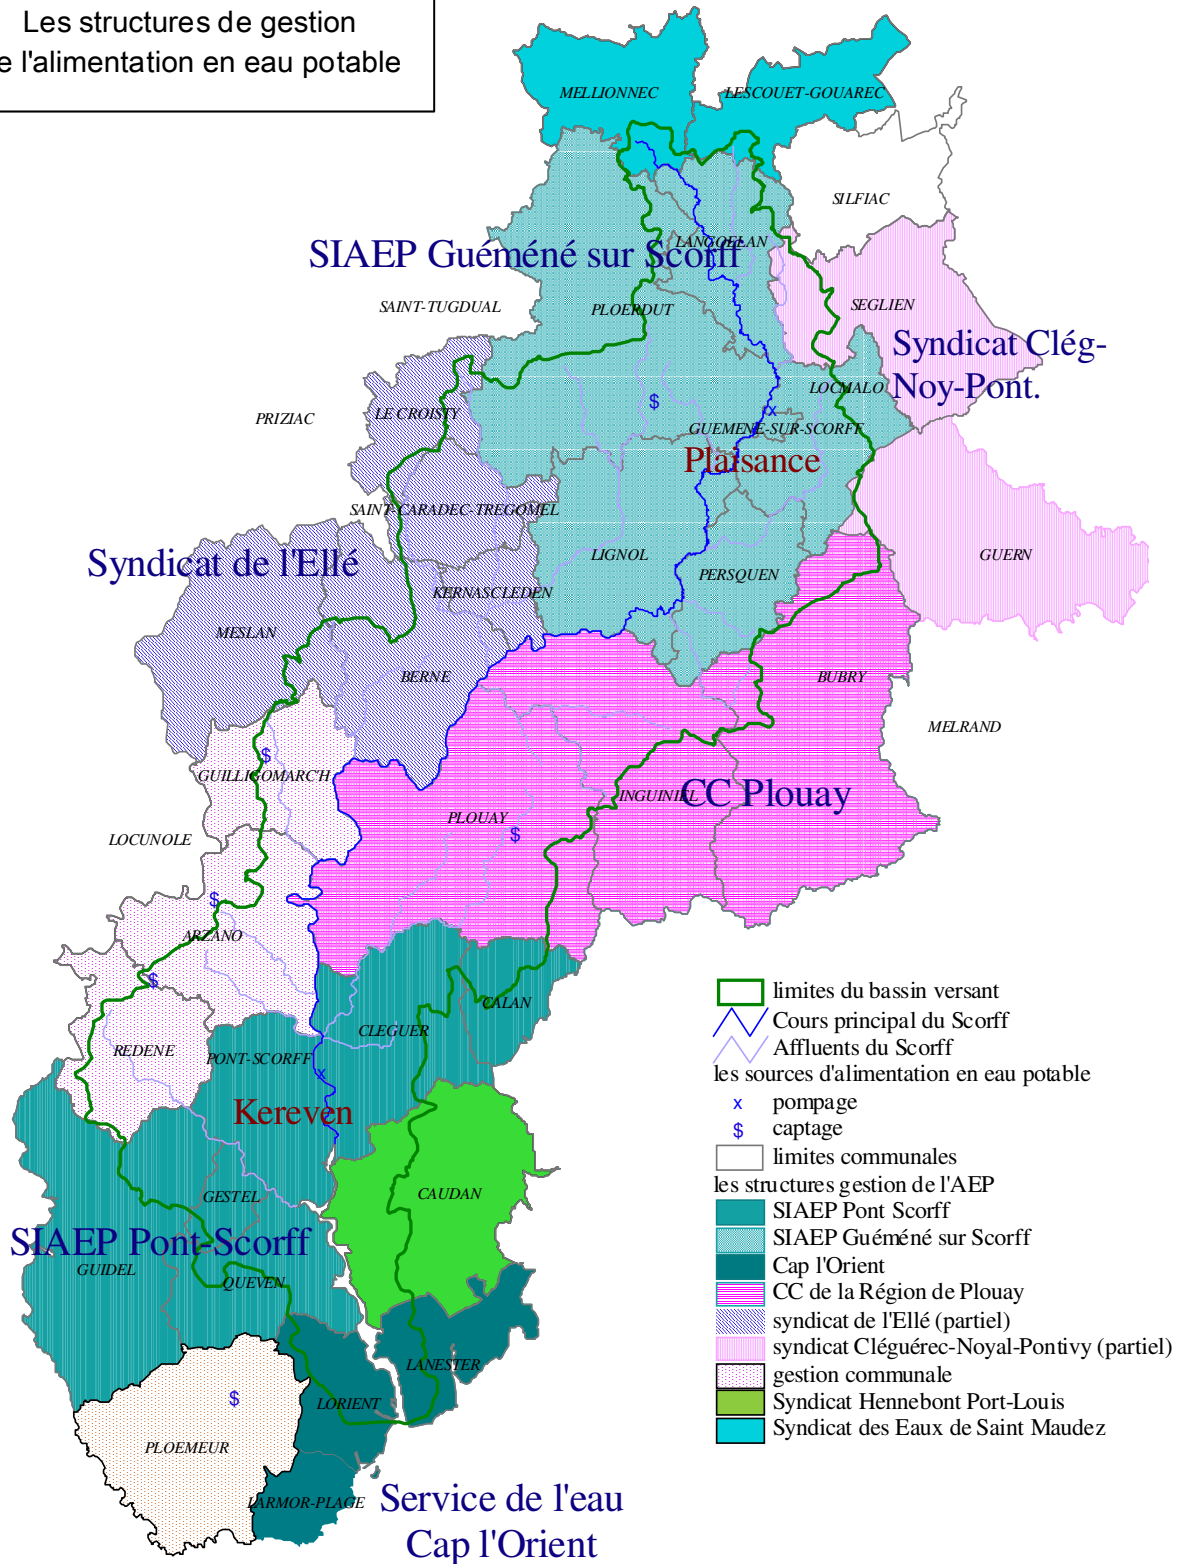 Les structures de gestion
e l'alimentation en eau potable
MELLIONNEC
LESCOUET-GOUAREC
SILFIAC
LANGOELAN
SIAEP Guéméné sur Scorff
SAINT-TUGDUAL
PLOERDUT
SEGLIEN
Syndicat Clég-
Noy-Pont.
LOCMALO
LE CROISTY
PRIZIAC
$
x
GUEMENE-SUR-SCORFF
Plaisance
SAINT-CARADEC-TREGOMEL
Syndicat de l'Ellé
LIGNOL
GUERN
PERSQUEN
KERNASCLEDEN
MESLAN
BERNE
BUBRY
MELRAND
$
GUILLIGOMARC'H
CC Plouay
INGUINIEL
PLOUAY
$
LOCUNOLE
$
ARZANO
$
CALAN
CLEGUER
REDENE
PONT-SCORFF
x
Kereven
CAUDAN
GESTEL
SIAEP Pont-Scorff
GUIDEL
QUEVEN
LANESTER
$
LORIENT
PLOEMEUR
LARMOR-PLAGE
Service de l'eau
Cap l'Orient
limites du bassin versant
Cours principal du Scorff
Affluents du Scorff
les sources d'alimentation en eau potable
x pompage
$ captage
limites communales
les structures gestion de l'AEP
SIAEP Pont Scorff
SIAEP Guéméné sur Scorff
Cap l'Orient
CC de la Région de Plouay
syndicat de l'Ellé (partiel)
syndicat Cléguérec-Noyal-Pontivy (partiel)
gestion communale
Syndicat Hennebont Port-Louis
Syndicat des Eaux de Saint Maudez